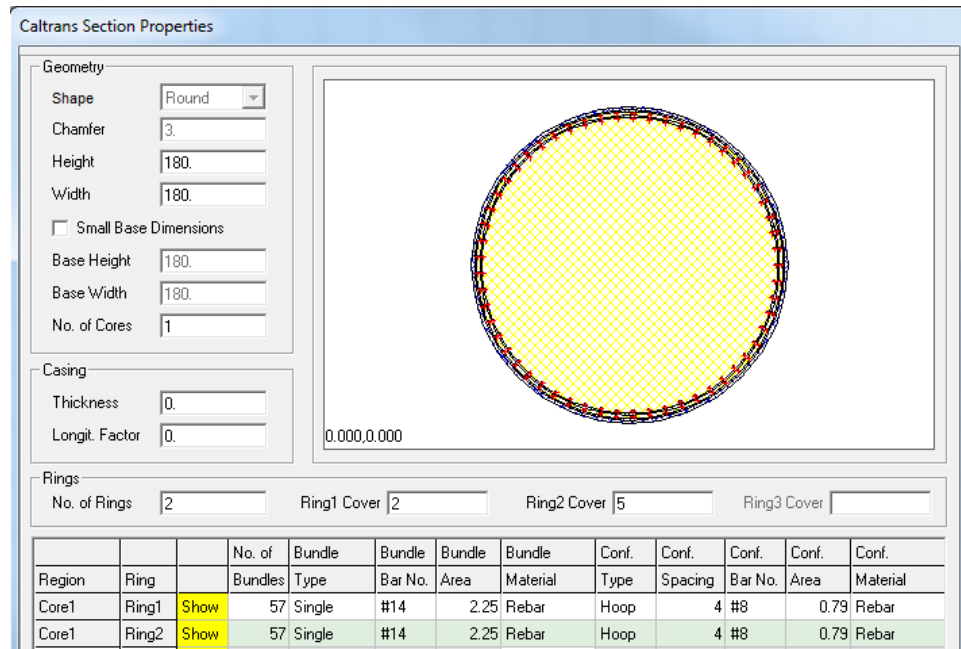 Caltrans Section Properties
Geometry
Shape Round
Chamfer 3.
Height 180.
Width 180.
Small Base Dimensions
Base Height 180.
Base Width 180.
No. of Cores 1
Casing
Thickness 0.
Longit. Factor 0.
0.000,0.000
Rings
No. of Rings 2 Ring1 Cover 2 Ring2 Cover 5 Ring3 Cover
No. of Bundle Bundle Bundle Bundle Conf. Conf. Conf. Conf. Conf.
Region Ring Bundles Type Bar No. Area Material Type Spacing Bar No. Area Material
Core1 Ring1 Show 57 Single #14 2.25 Rebar Hoop 4 #8 0.79 Rebar
Core1 Ring2 Show 57 Single #14 2.25 Rebar Hoop 4 #8 0.79 Rebar